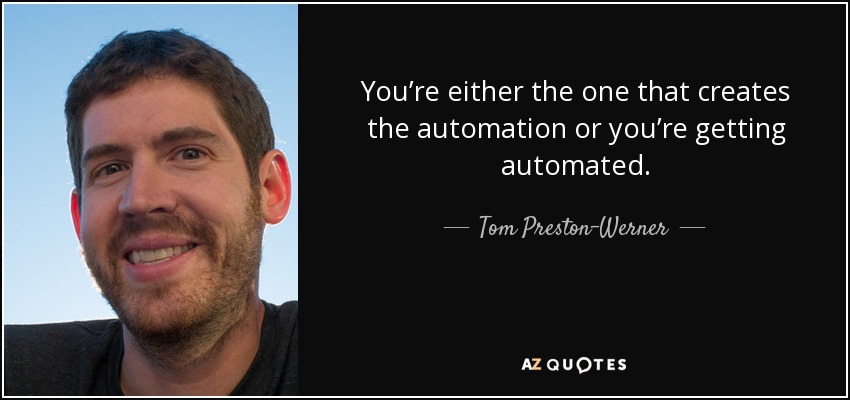 You’re either the one that creates
the automation or you’re getting
automated.
— Tom Preston-Werner —
AZ QUOTES